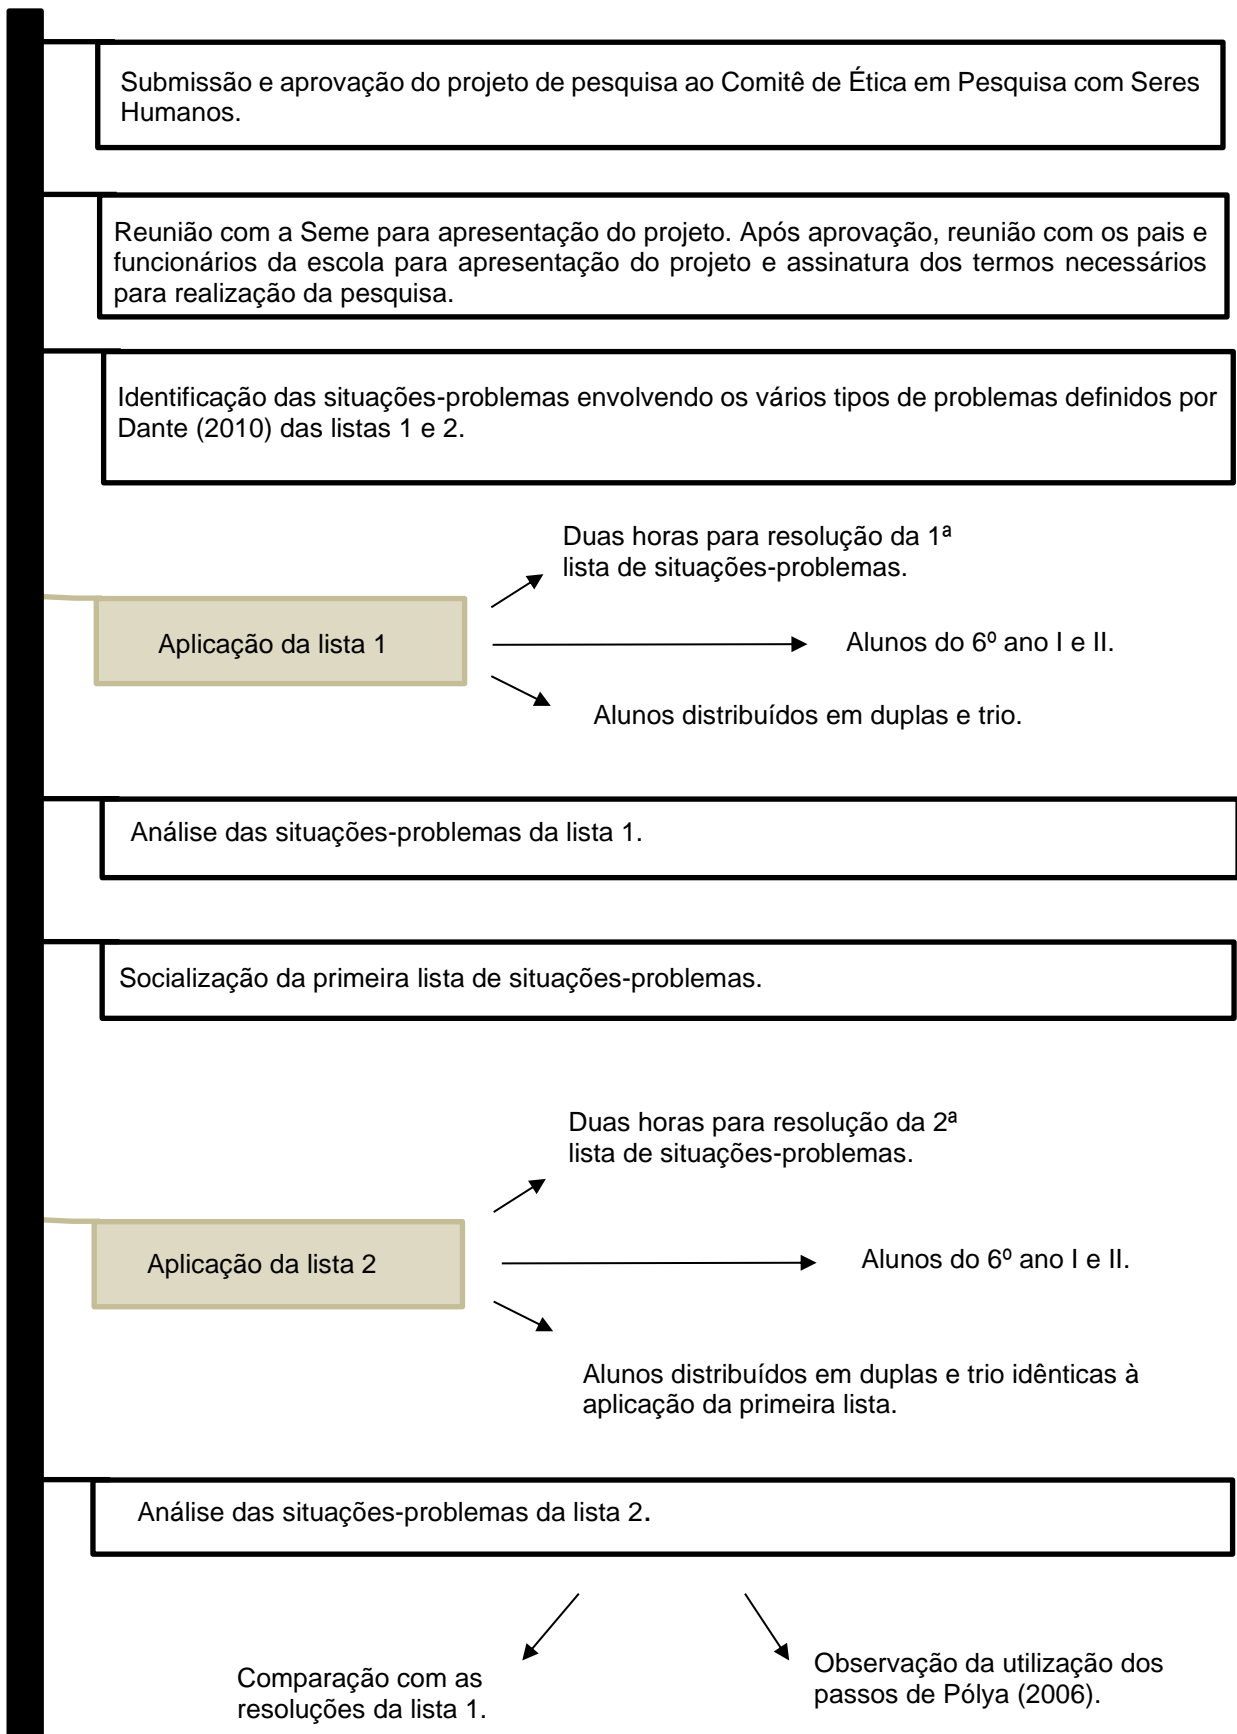 Submissão e aprovação do projeto de pesquisa ao Comitê de Ética em Pesquisa com Seres
Humanos.
Reunião com a Seme para apresentação do projeto. Após aprovação, reunião com os pais e
funcionários da escola para apresentação do projeto e assinatura dos termos necessários
para realização da pesquisa.
Identificação das situações-problemas envolvendo os vários tipos de problemas definidos por
Dante (2010) das listas 1 e 2.
Duas horas para resolução da 1ª
lista de situações-problemas.
Aplicação da lista 1
Alunos do 6º ano I e II.
Alunos distribuídos em duplas e trio.
Análise das situações-problemas da lista 1.
Socialização da primeira lista de situações-problemas.
Duas horas para resolução da 2ª
lista de situações-problemas.
Aplicação da lista 2
Alunos do 6º ano I e II.
Alunos distribuídos em duplas e trio idênticas à
aplicação da primeira lista.
Análise das situações-problemas da lista 2.
Comparação com as
resoluções da lista 1.
Observação da utilização dos
passos de Pólya (2006).